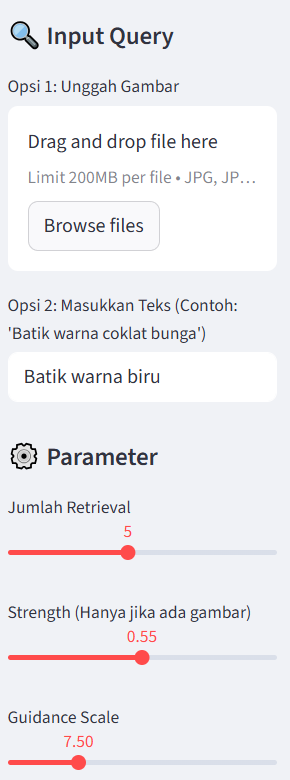 Input Query
Opsi 1: Unggah Gambar
Drag and drop file here
Limit 200MB per file • JPG, JP…
Browse files
Opsi 2: Masukkan Teks (Contoh:
'Batik warna coklat bunga')
Batik warna biru
Parameter
Jumlah Retrieval
5
Strength (Hanya jika ada gambar)
0.55
Guidance Scale
7.50